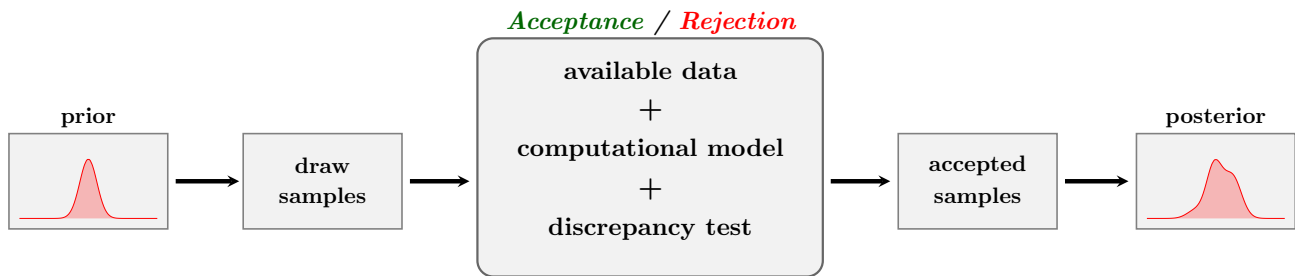 Acceptance / Rejection
prior
draw
samples
available data
+
computational model
+
discrepancy test
accepted
samples
posterior